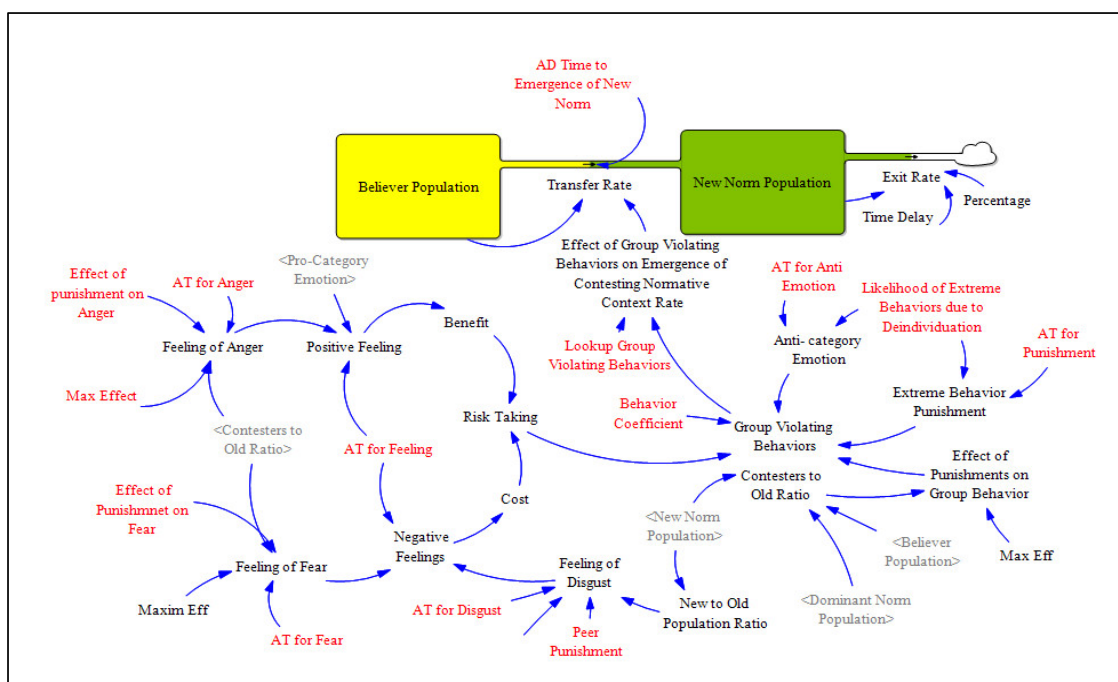 AD Time to
Emergence of New
Norm
Believer Population
Transfer Rate
New Norm Population
Exit Rate
Time Delay
Percentage
Effect of Group Violating
Behaviors on Emergence of
Contesting Normative
Context Rate
<Pro-Category
Emotion>
Effect of
punishment on
Anger
AT for Anger
Feeling of Anger
Positive Feeling
Benefit
Lookup Group
Violating Behaviors
AT for Anti
Emotion
Likelihood of Extreme
Behaviors due to
Deindividuation
Anti- category
Emotion
AT for
Punishment
Extreme Behavior
Punishment
Max Effect
<Contesters to
Old Ratio>
AT for Feeling
Risk Taking
Behavior
Coefficient
Group Violating
Behaviors
Contesters to
Old Ratio
Effect of
Punishments on
Group Behavior
Effect of
Punishmnet on
Fear
Cost
<New Norm
Population>
<Believer
Population>
Max Eff
Negative
Feelings
Feeling of Fear
Maxim Eff
AT for Fear
Feeling of
Disgust
AT for Disgust
Peer
Punishment
New to Old
Population Ratio
<Dominant Norm
Population>